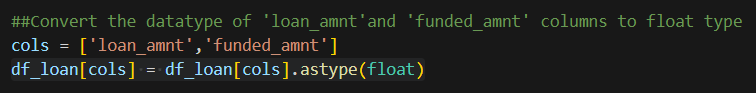 ##Convert the datatype of 'loan_amnt'and 'funded_amnt' columns to float type
cols = ['loan_amnt','funded_amnt']
df_loan[cols] = df_loan[cols].astype(float)